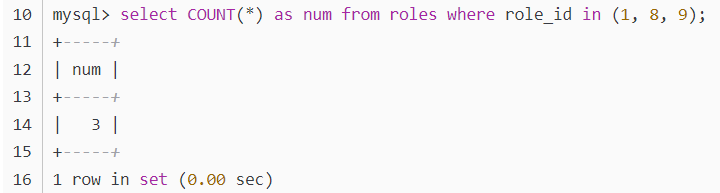 10 mysql> select COUNT(*) as num from roles where role_id in (1, 8, 9);
11 +-----+
12 | num |
13 +-----+
14 |   3 |
15 +-----+
16 1 row in set (0.00 sec)